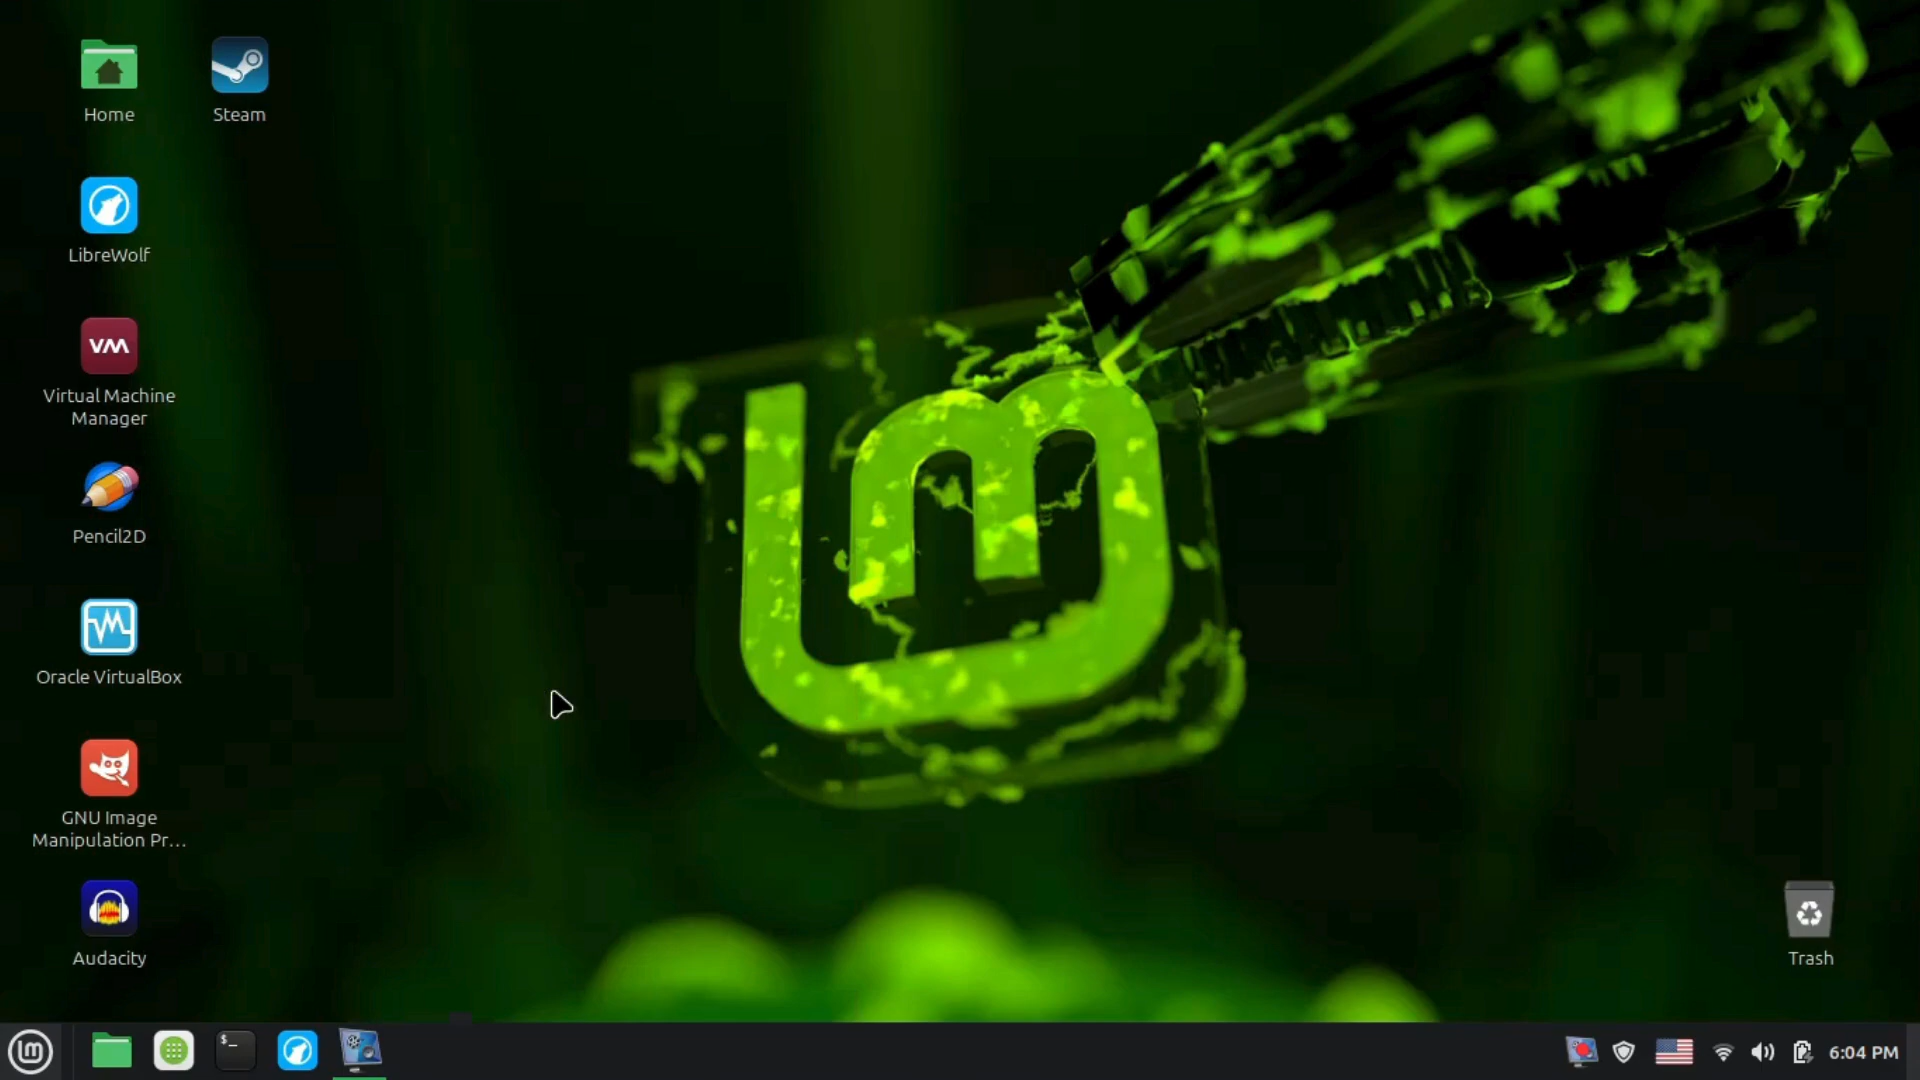 Home
Steam
LibreWolf
Virtual Machine
Manager
Pencil2D
Oracle VirtualBox
GNU Image
Manipulation Pr...
Audacity
Trash
$_
6:04 PM